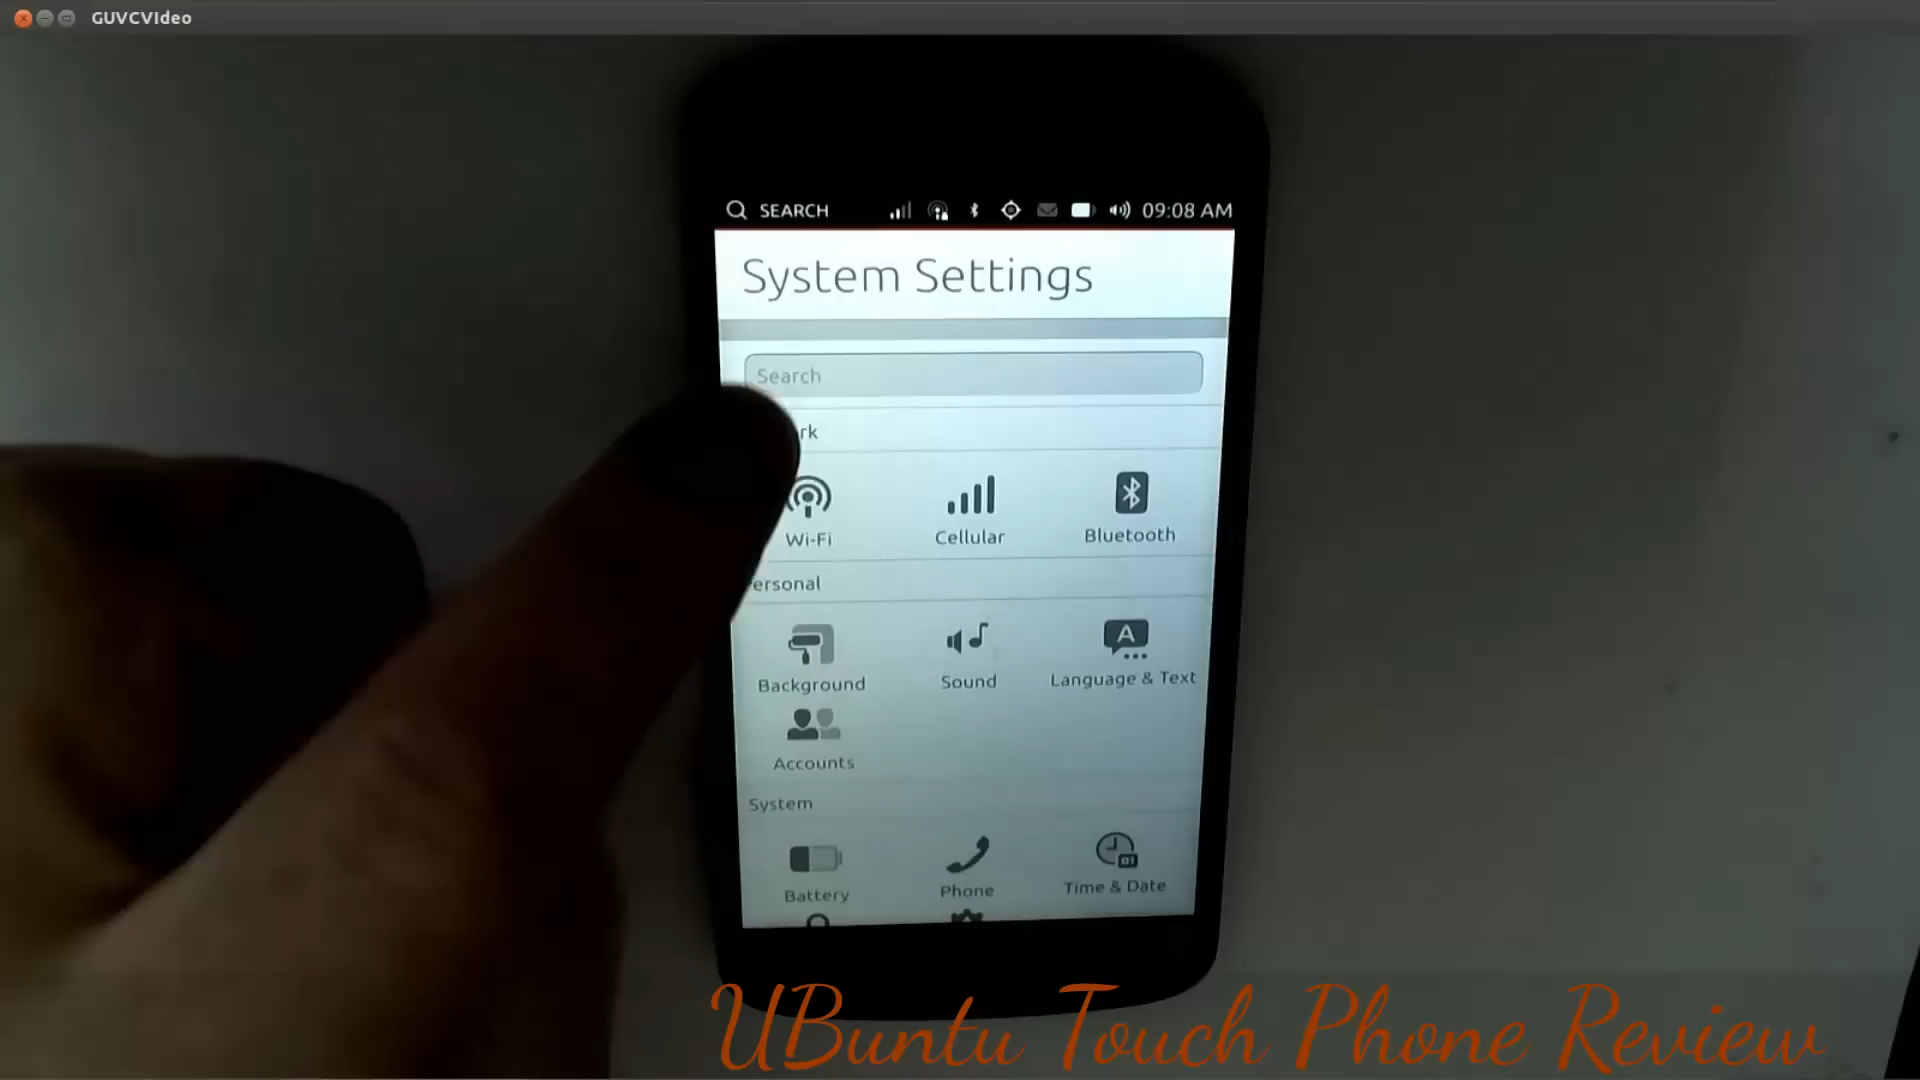 GUVCVIdeo
SEARCH 09:08 AM
System Settings
Search
rk
Wi-Fi Cellular Bluetooth
ersonal
Background Sound Language & Text
Accounts
System
Battery Phone Time & Date
UBuntu Touch Phone Review